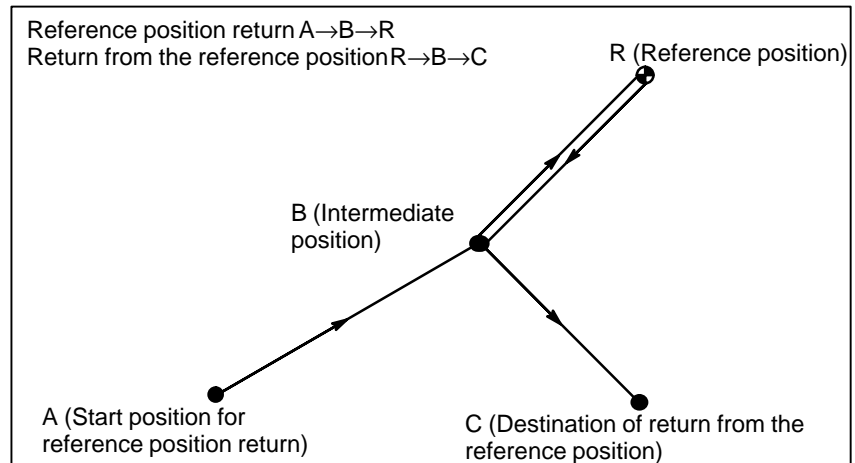 Reference position return A→B→R
Return from the reference position R→B→C
R (Reference position)
B (Intermediate
position)
A (Start position for
reference position return)
C (Destination of return from the
reference position)